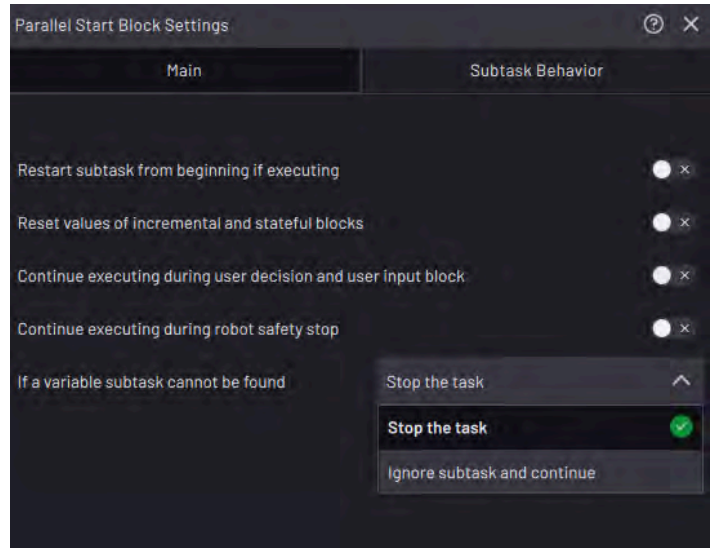 Parallel Start Block Settings
Main
Subtask Behavior
Restart subtask from beginning if executing
Reset values of incremental and stateful blocks
Continue executing during user decision and user input block
Continue executing during robot safety stop
If a variable subtask cannot be found
Stop the task
Stop the task
Ignore subtask and continue